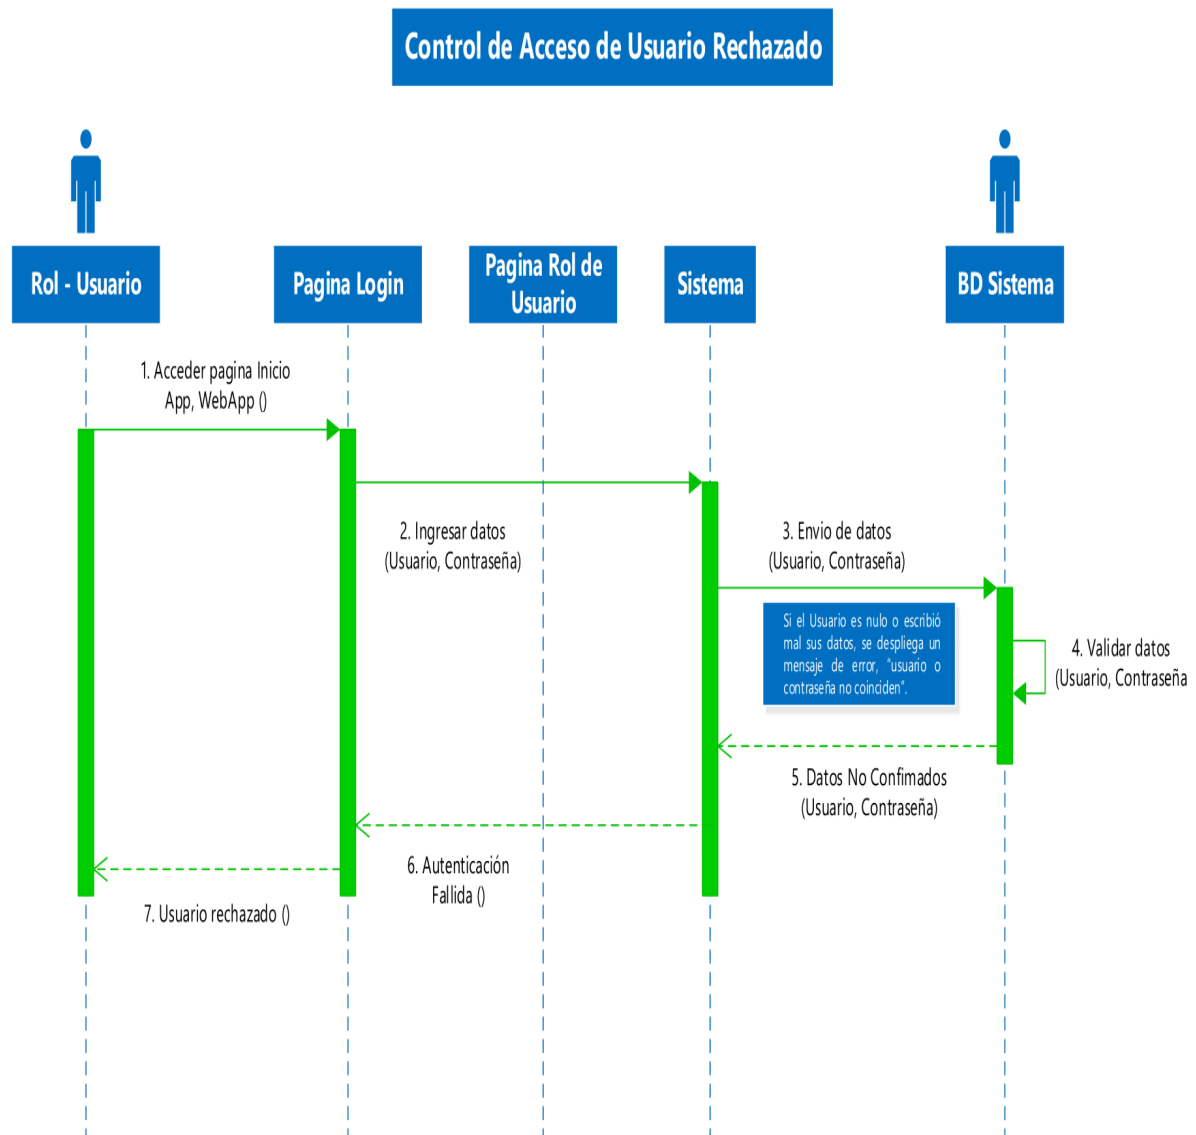 Control de Acceso de Usuario Rechazado
Rol - Usuario
Pagina Login
Pagina Rol de
Usuario
Sistema
BD Sistema
1. Acceder pagina Inicio
App, WebApp ()
2. Ingresar datos
(Usuario, Contraseña)
3. Envio de datos
(Usuario, Contraseña)
Si el Usuario es nulo o escribió
mal sus datos, se despliega un
mensaje de error, “usuario o
contraseña no coinciden”.
4. Validar datos
(Usuario, Contraseña
5. Datos No Confimados
(Usuario, Contraseña)
6. Autenticación
Fallida ()
7. Usuario rechazado ()